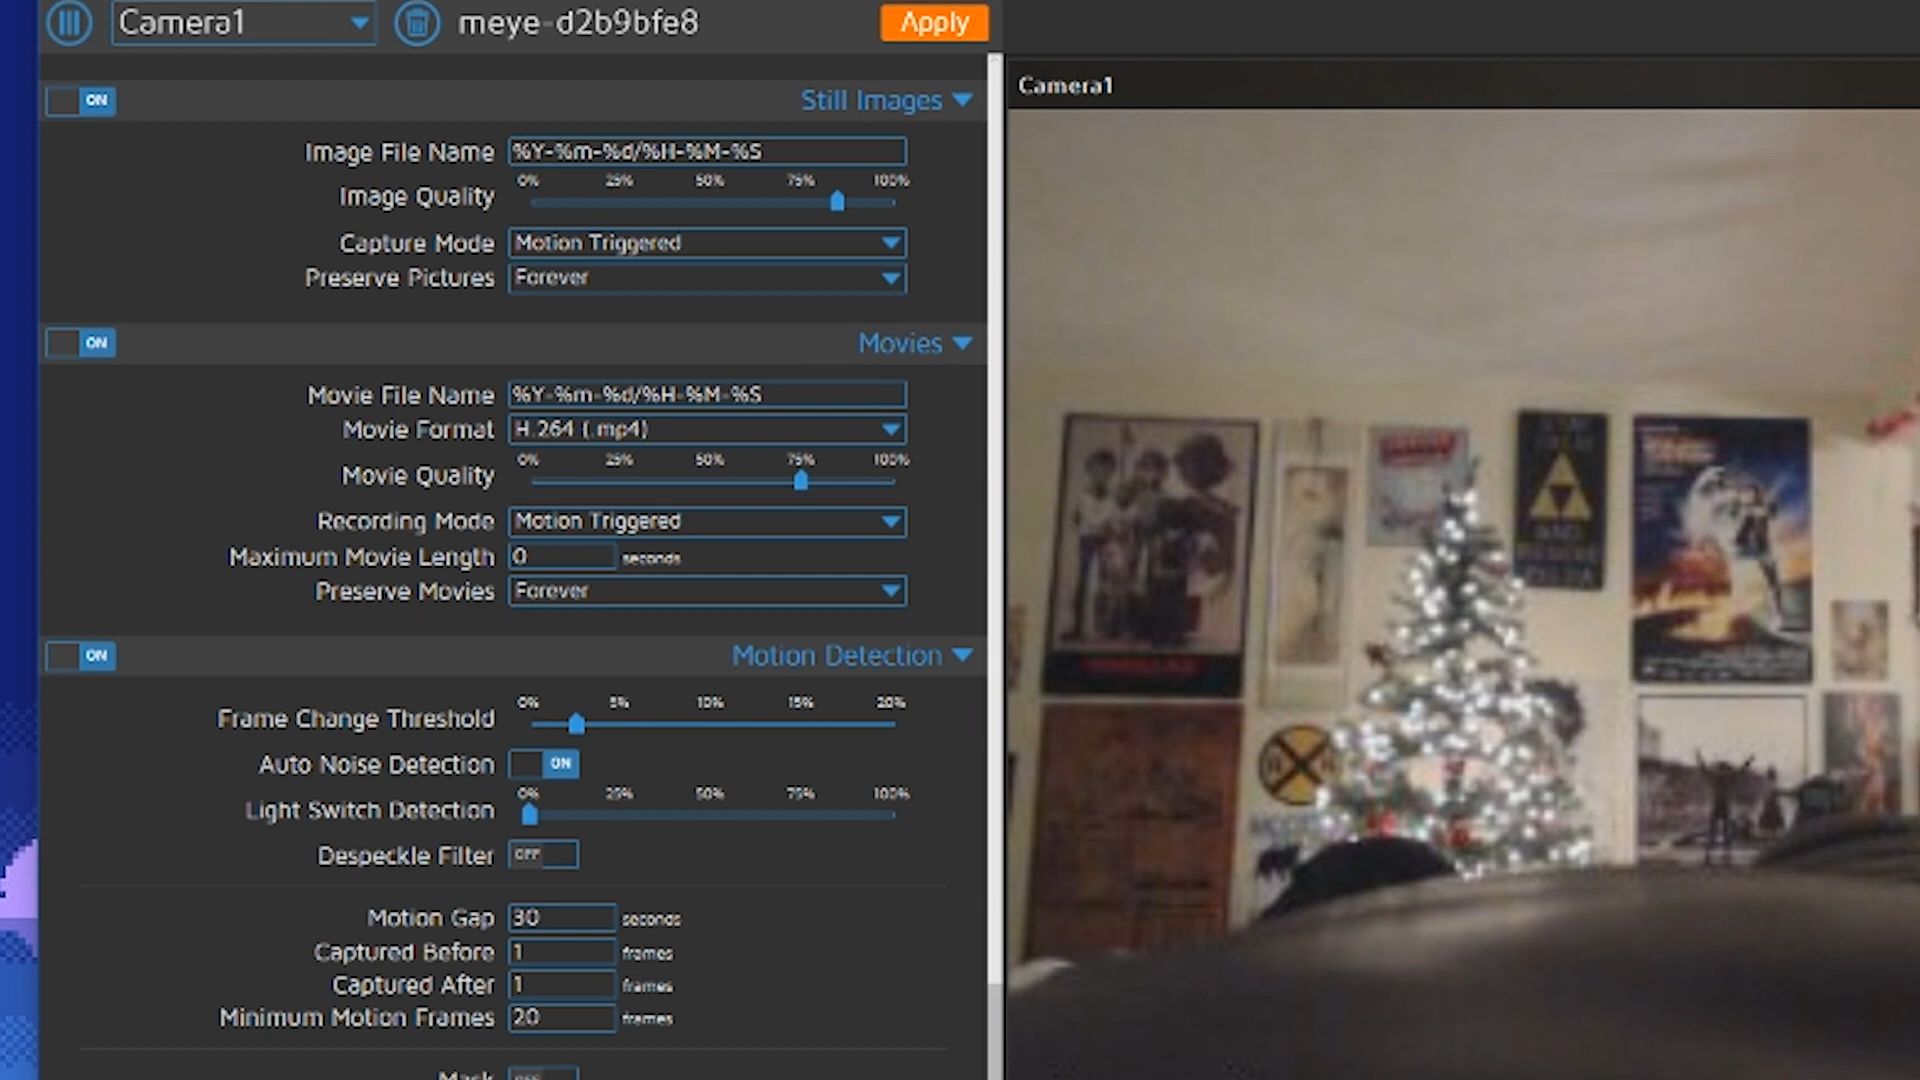 Camera1 meye-d2b9bfe8 Apply
ON Still Images
Image File Name %Y-%m-%d/%H-%M-%S
0% 25% 50% 75% 100%
Image Quality
Capture Mode Motion Triggered
Preserve Pictures Forever
ON Movies
Movie File Name %Y-%m-%d/%H-%M-%S
Movie Format H.264 (.mp4)
0% 25% 50% 75% 100%
Movie Quality
Recording Mode Motion Triggered
Maximum Movie Length 0 seconds
Preserve Movies Forever
ON Motion Detection
0% 5% 10% 15% 20%
Frame Change Threshold
Auto Noise Detection ON
0% 25% 50% 75% 100%
Light Switch Detection
Despeckle Filter OFF
Motion Gap 30 seconds
Captured Before 1 frames
Captured After 1 frames
Minimum Motion Frames 20 frames
Mask OFF
Camera1
AND